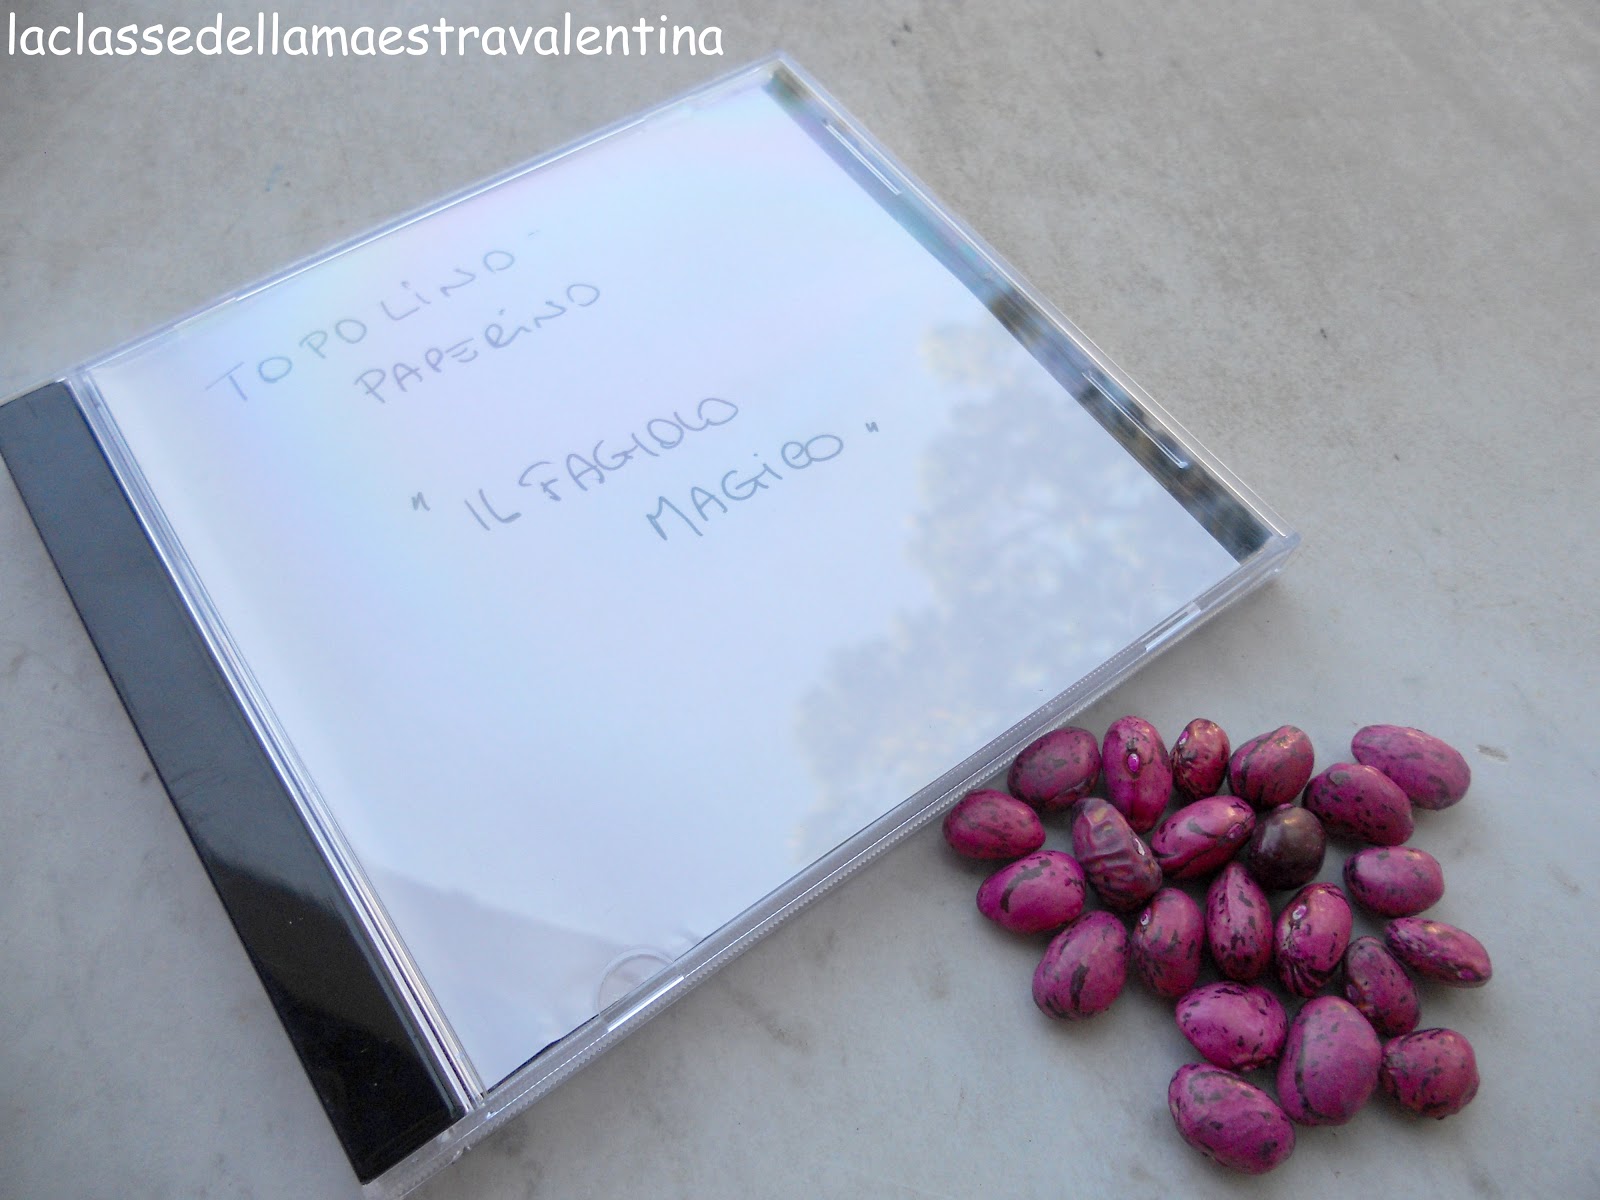 laclassedellamaestravalentina
TOPOLINO -
PAPERINO
"IL FAGIOLO
MAGICO"